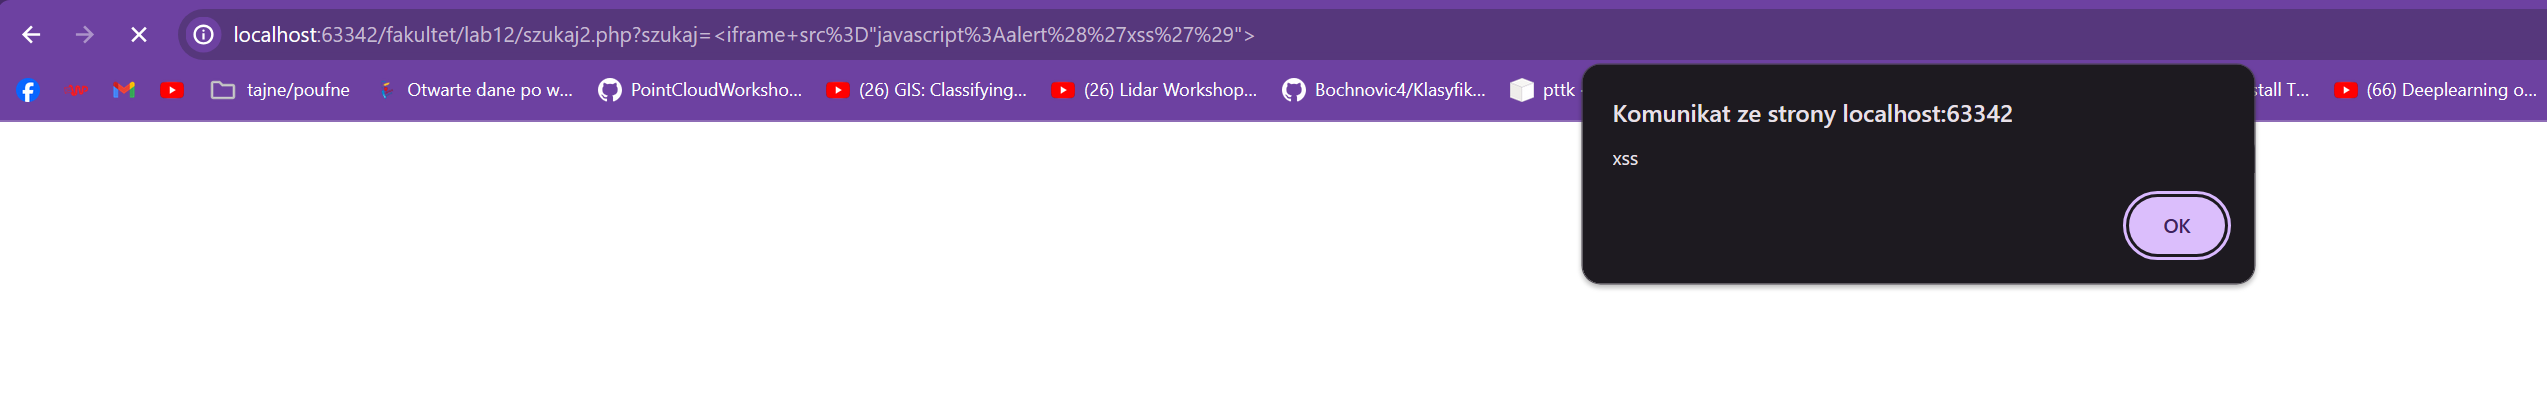 localhost:63342/fakultet/lab12/szukaj2.php?szukaj=<iframe+src%3D"javascript%3Aalert%28%27xss%27%29">
tajne/poufne Otwarte dane po w... PointCloudWorksho... (26) GIS: Classifying... (26) Lidar Workshop... Bochnovic4/Klasyfik... pttk stall T... (66) Deeplearning o...
Komunikat ze strony localhost:63342
xss
OK